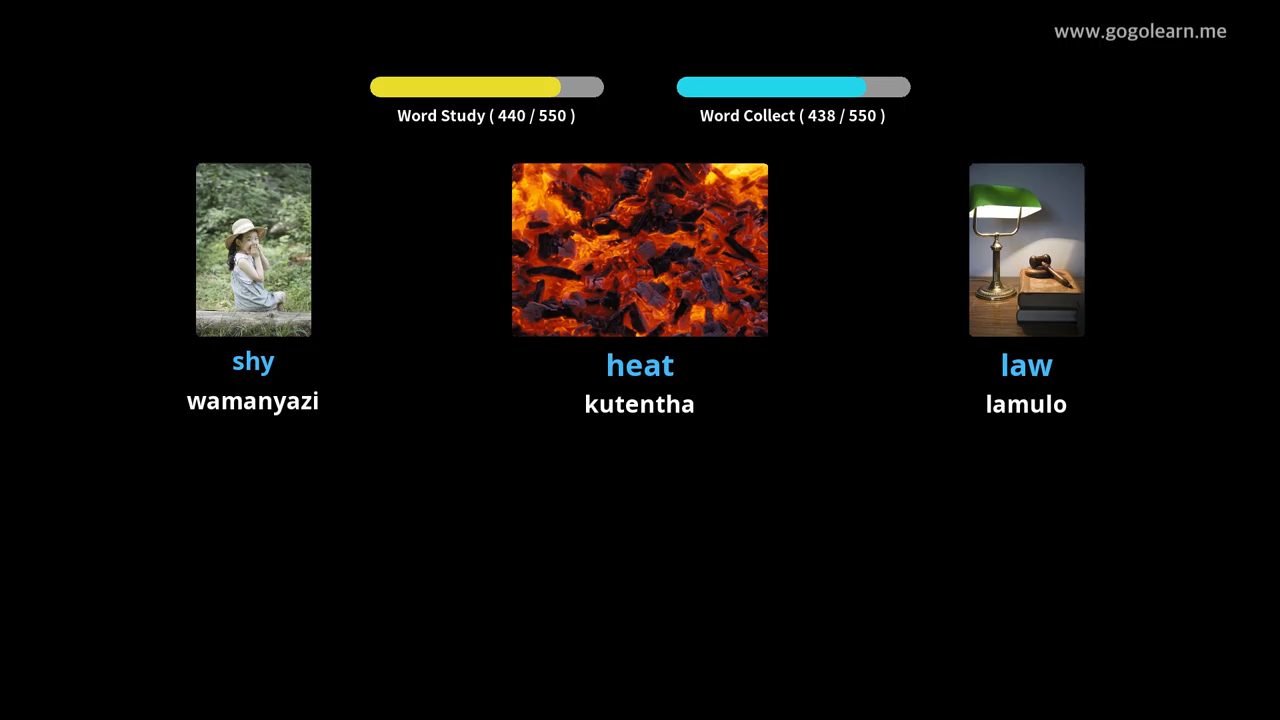 www.gogolearn.me
Word Study ( 440 / 550 )
Word Collect ( 438 / 550 )
shy
wamanyazi
heat
kutentha
law
lamulo